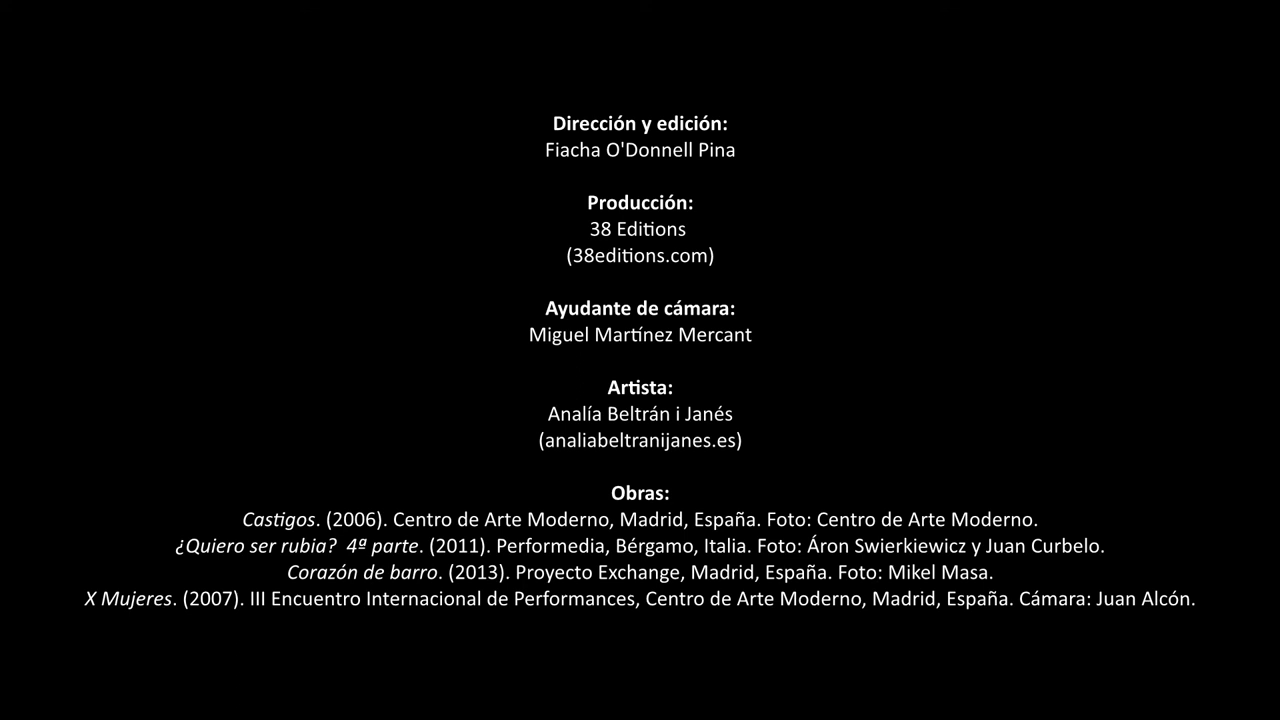 Dirección y edición:
Fiacha O'Donnell Pina
Producción:
38 Editions
(38editions.com)
Ayudante de cámara:
Miguel Martínez Mercant
Artista:
Analía Beltrán i Janés
(analiabeltranijanes.es)
Obras:
Castigos. (2006). Centro de Arte Moderno, Madrid, España. Foto: Centro de Arte Moderno.
¿Quiero ser rubia?  4ª parte. (2011). Performedia, Bérgamo, Italia. Foto: Áron Swierkiewicz y Juan Curbelo.
Corazón de barro. (2013). Proyecto Exchange, Madrid, España. Foto: Mikel Masa.
X Mujeres. (2007). III Encuentro Internacional de Performances, Centro de Arte Moderno, Madrid, España. Cámara: Juan Alcón.